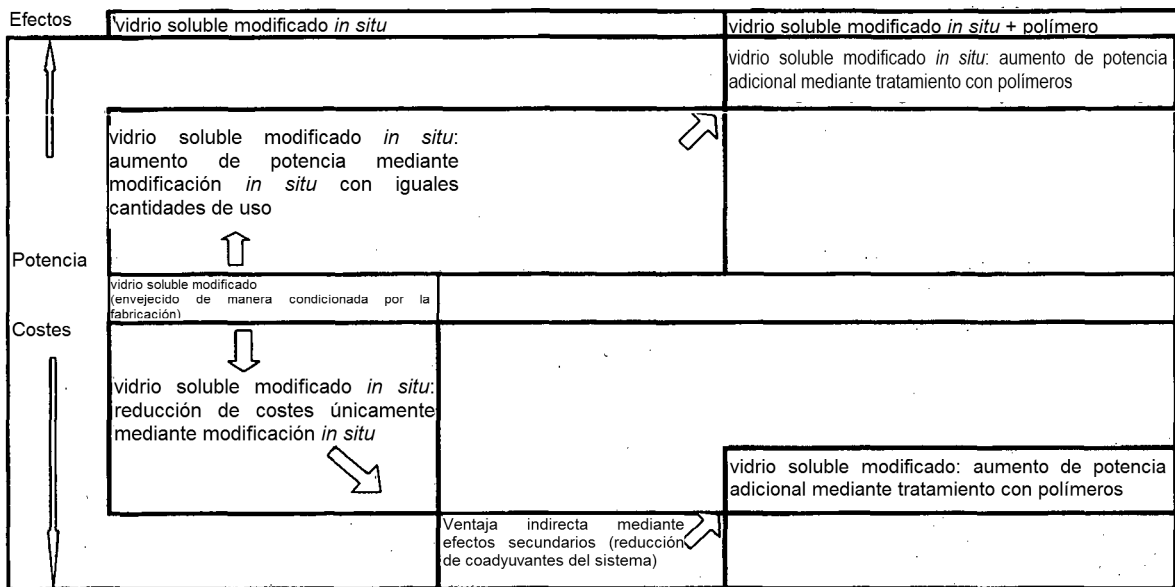 Efectos
vidrio soluble modificado in situ
vidrio soluble modificado in situ + polímero
vidrio soluble modificado in situ: aumento de potencia
adicional mediante tratamiento con polímeros
vidrio soluble modificado in situ:
aumento de potencia mediante
modificación in situ con iguales
cantidades de uso
Potencia
vidrio soluble modificado
(envejecido de manera condicionada por la
fabricación)
Costes
vidrio soluble modificado in situ:
reducción de costes únicamente
mediante modificación in situ
vidrio soluble modificado: aumento de potencia
adicional mediante tratamiento con polímeros
Ventaja indirecta mediante
efectos secundarios (reducción
de coadyuvantes del sistema)